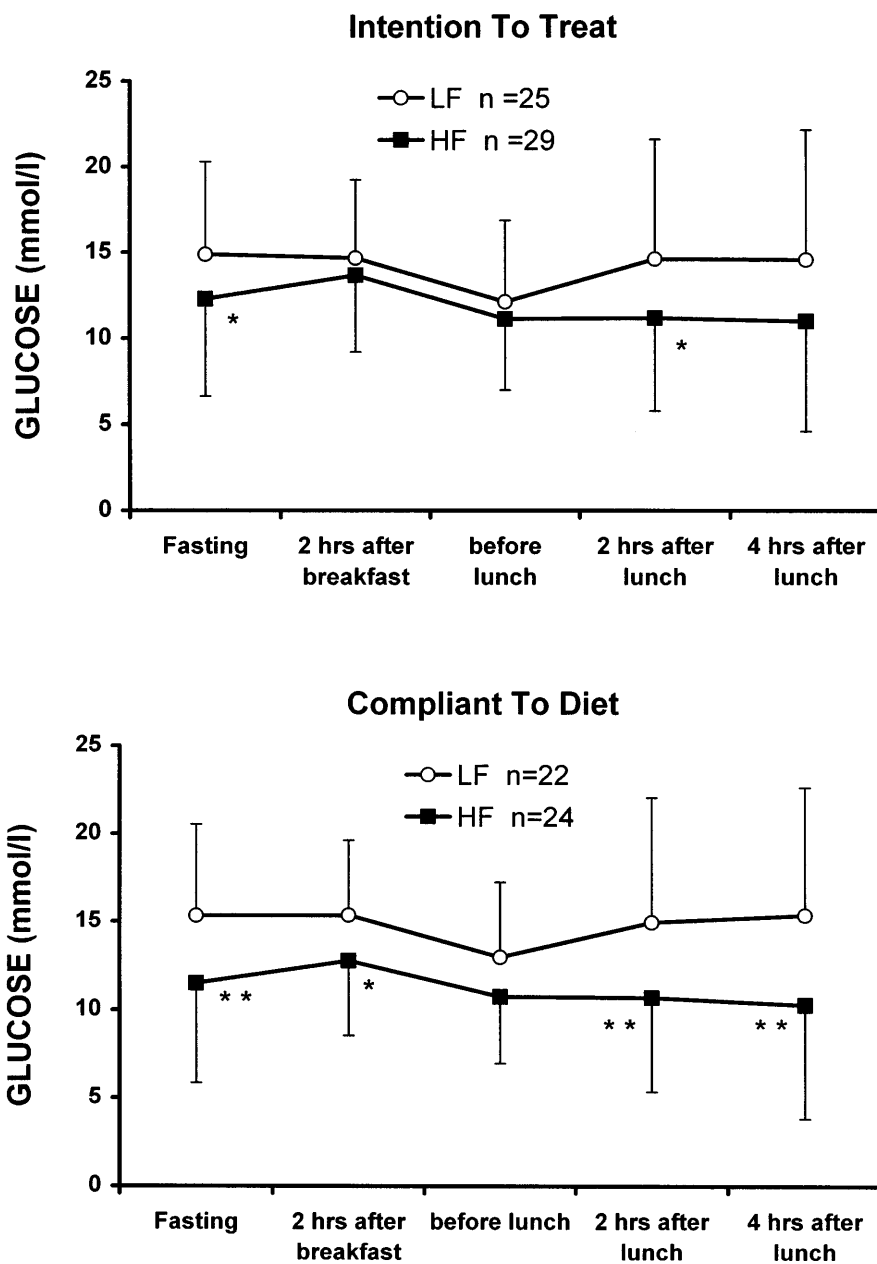 Intention To Treat
25
20
15
10
5
0
GLUCOSE (mmol/l)
LF n =25
HF n =29
*
*
Fasting
2 hrs after breakfast
before lunch
2 hrs after lunch
4 hrs after lunch
Compliant To Diet
25
20
15
10
5
0
GLUCOSE (mmol/l)
LF n=22
HF n=24
* *
*
* *
* *
Fasting
2 hrs after breakfast
before lunch
2 hrs after lunch
4 hrs after lunch